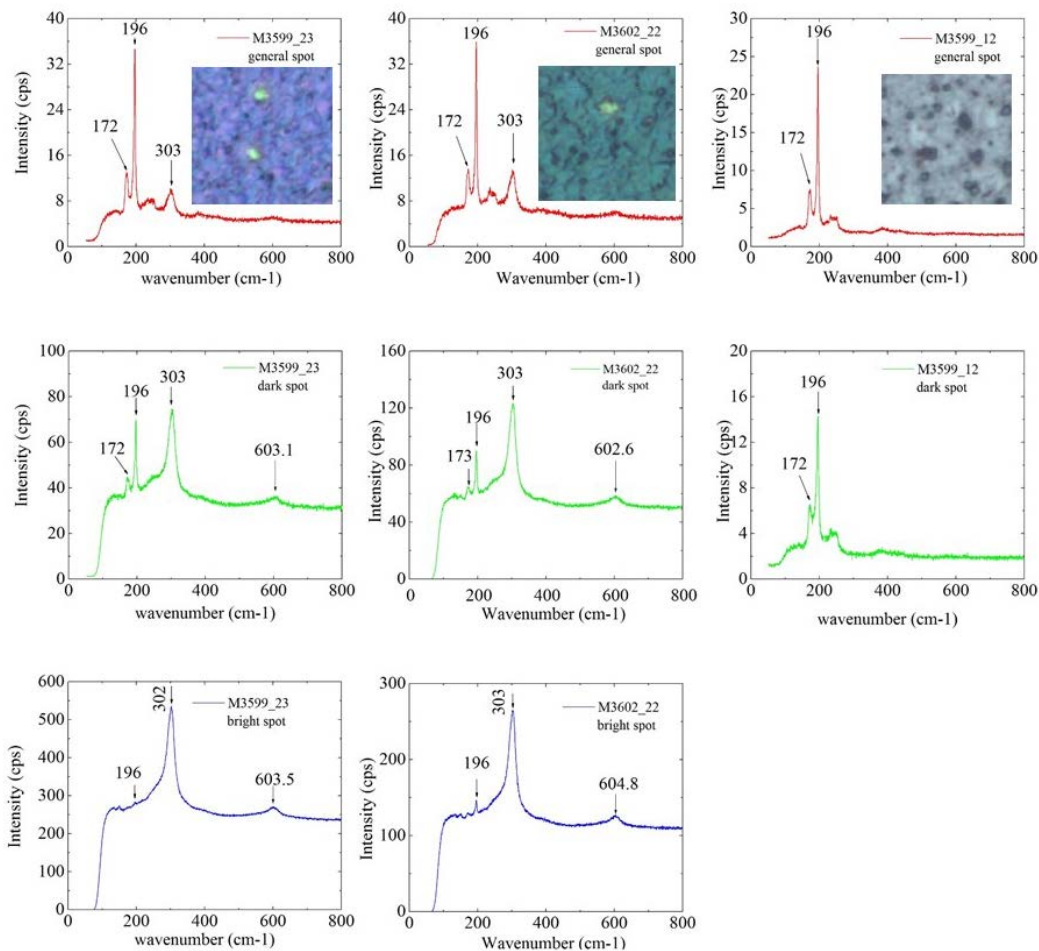 196
M3599_23
general spot
172
303
Intensity (cps)
40
32
24
16
8
0
0 200 400 600 800
wavenumber (cm-1)
196
M3602_22
general spot
172
303
Intensity (cps)
40
32
24
16
8
0
0 200 400 600 800
wavenumber (cm-1)
196
M3599_12
general spot
172
Intensity (cps)
30
25
20
15
10
5
0
0 200 400 600 800
Wavenumber (cm-1)
M3599_23
dark spot
303
196
172
603.1
Intensity (cps)
100
80
60
40
20
0
0 200 400 600 800
wavenumber (cm-1)
M3602_22
dark spot
303
196
173
602.6
Intensity (cps)
160
120
80
40
0
0 200 400 600 800
wavenumber (cm-1)
M3599_12
dark spot
196
172
Intensity (cps)
20
16
12
8
4
0
0 200 400 600 800
wavenumber (cm-1)
M3599_23
bright spot
302
196
603.5
Intensity (cps)
600
500
400
300
200
100
0
0 200 400 600 800
wavenumber (cm-1)
M3602_22
bright spot
303
196
604.8
Intensity (cps)
300
200
100
0
0 200 400 600 800
Wavenumber (cm-1)